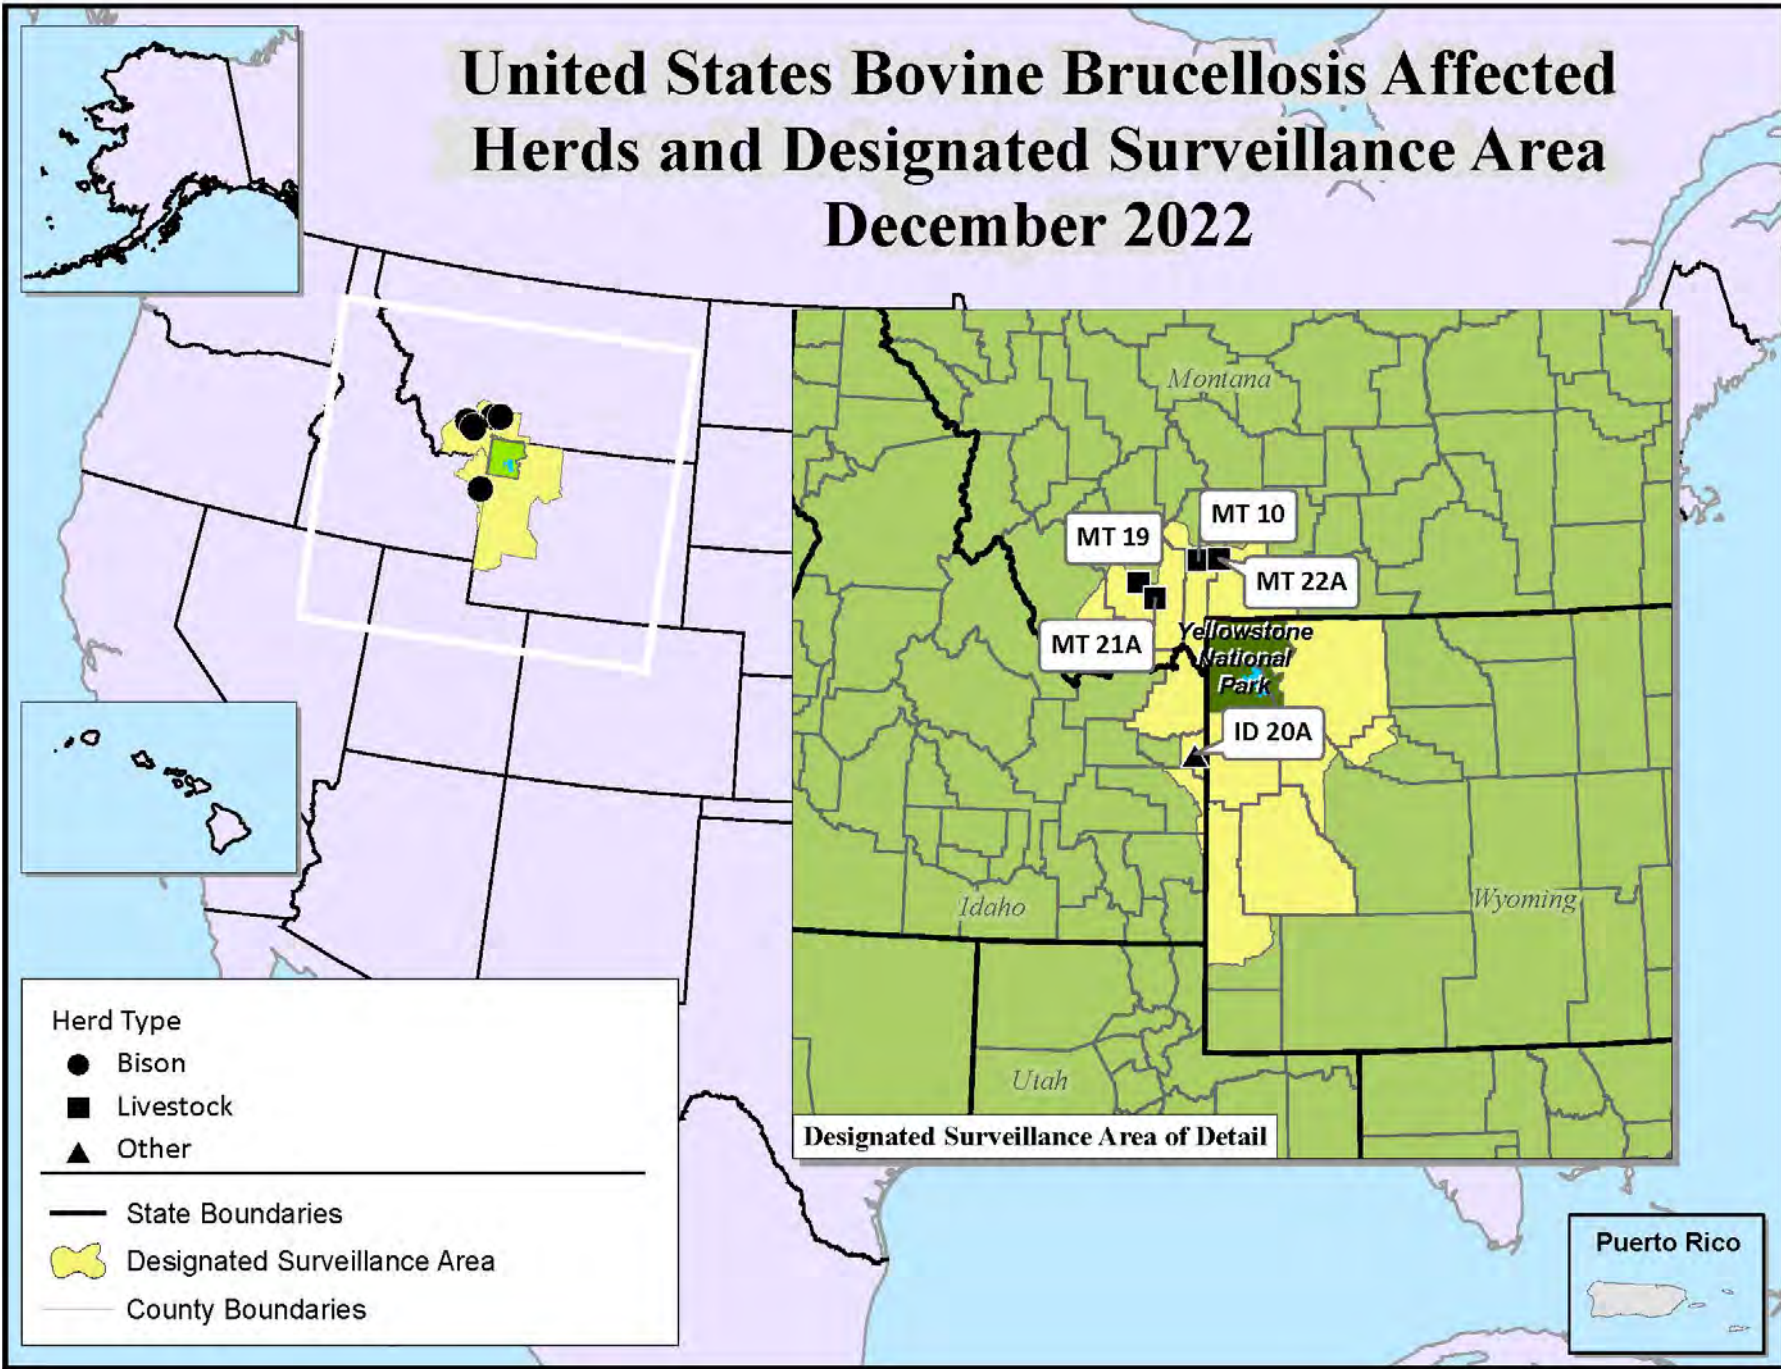 United States Bovine Brucellosis Affected
Herds and Designated Surveillance Area
December 2022
Montana
MT 10
MT 19
MT 22A
MT 21A
Yellowstone
National
Park
ID 20A
Idaho
Wyoming
Utah
Designated Surveillance Area of Detail
Herd Type
Bison
Livestock
Other
State Boundaries
Designated Surveillance Area
County Boundaries
Puerto Rico